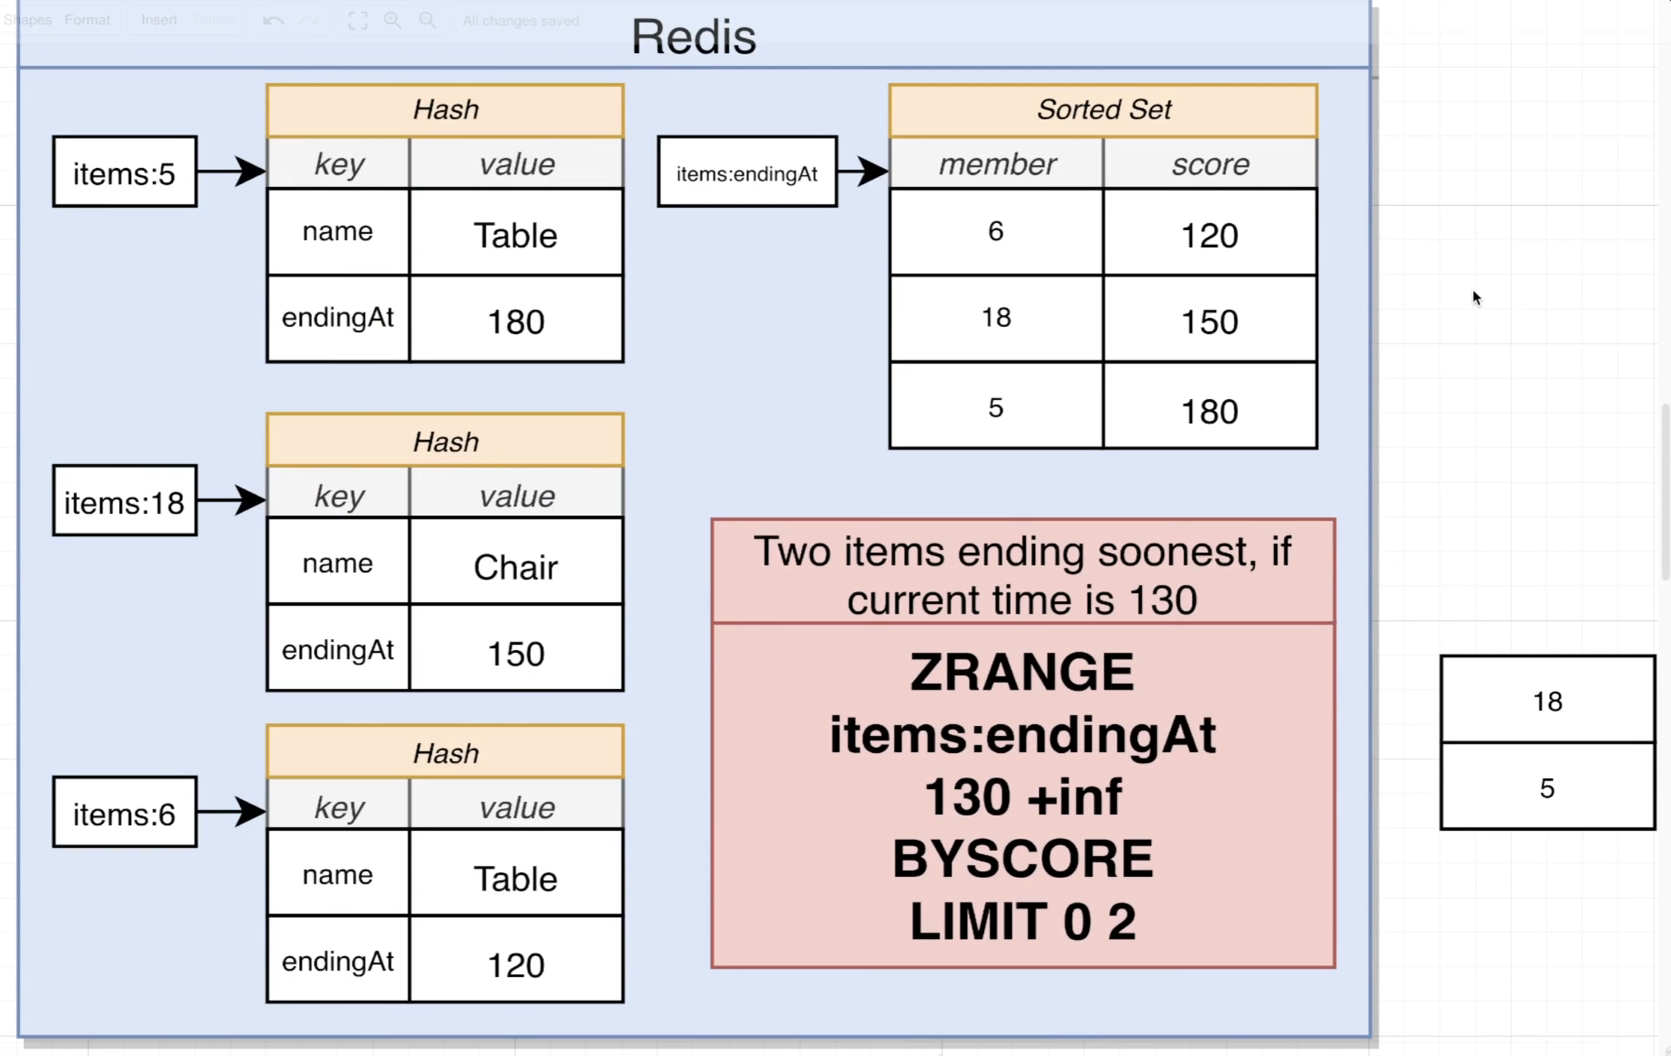 Shapes Format Insert Delete All changes saved
Redis
Hash
items:5
key value
name Table
endingAt 180
Hash
items:18
key value
name Chair
endingAt 150
Hash
items:6
key value
name Table
endingAt 120
Sorted Set
items:endingAt
member score
6 120
18 150
5 180
Two items ending soonest, if
current time is 130
ZRANGE
items:endingAt
130 +inf
BYSCORE
LIMIT 0 2
18
5